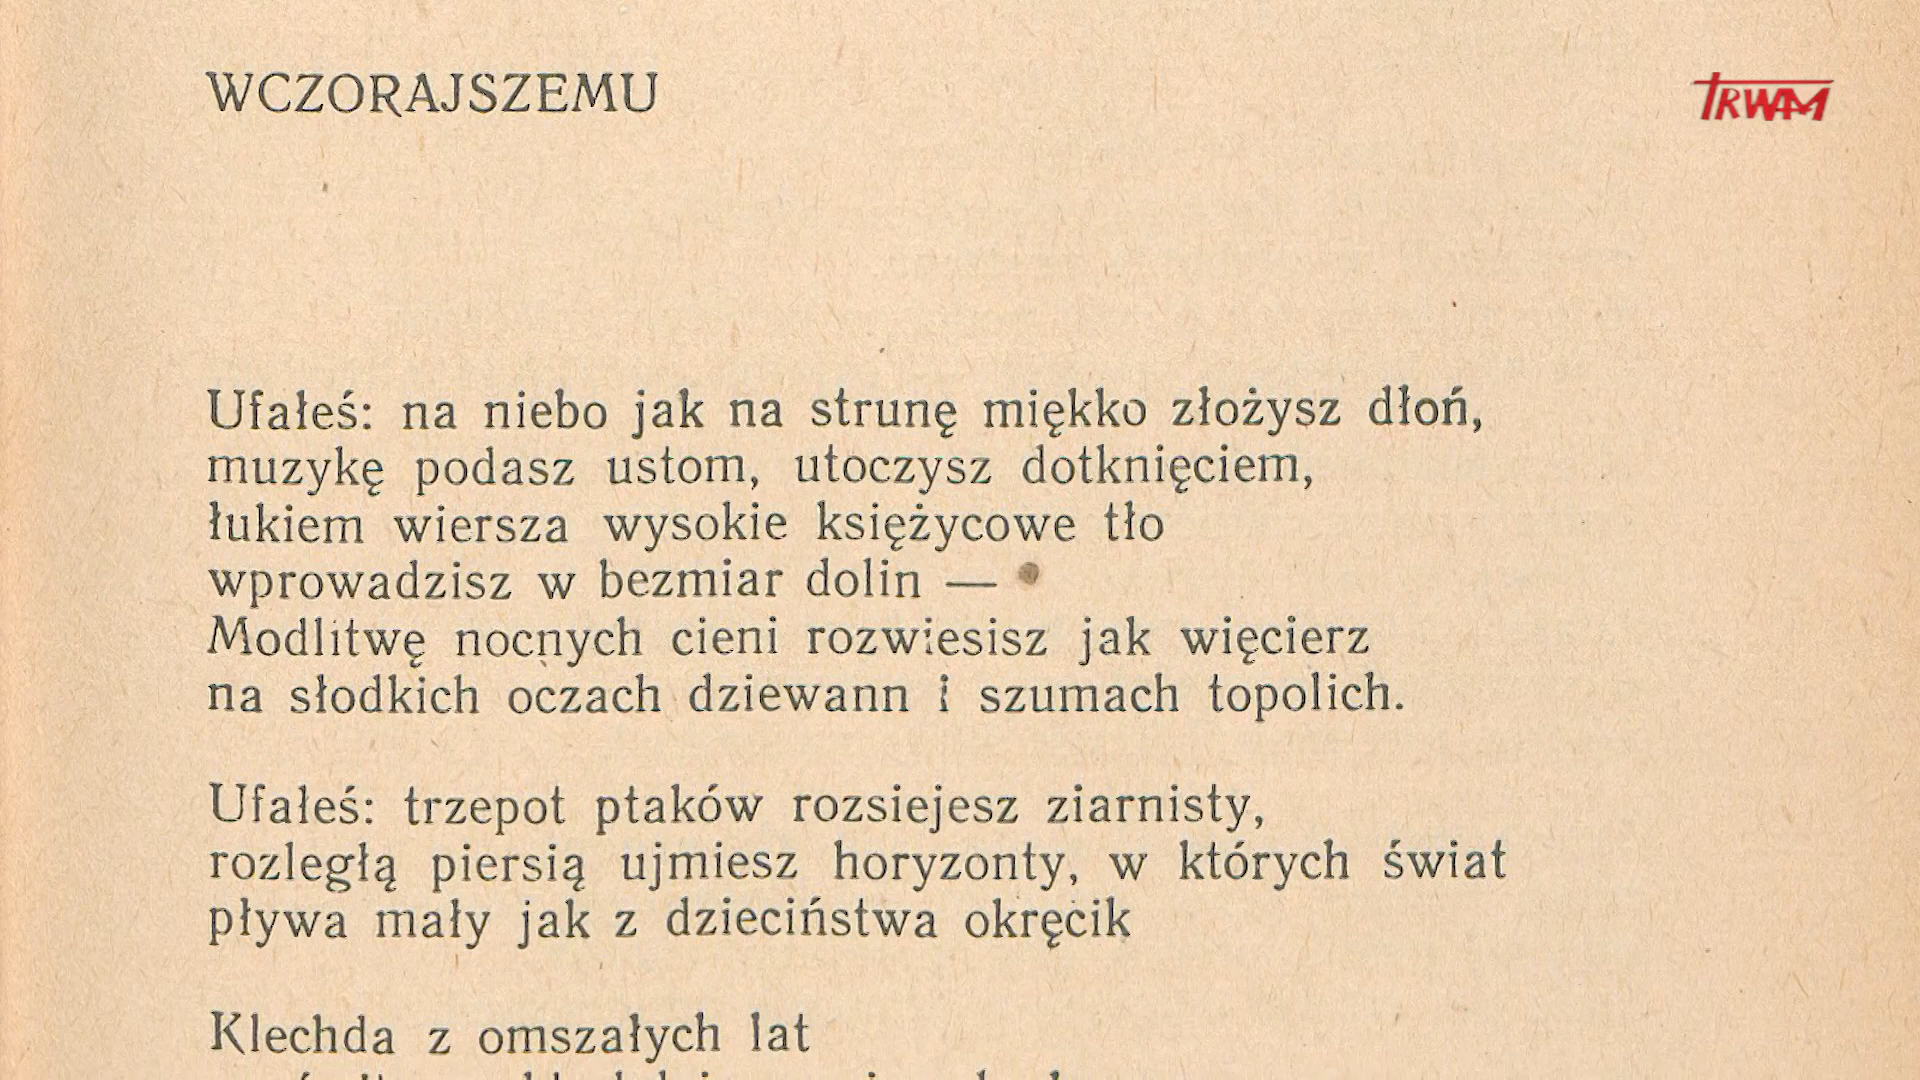 WCZORAJSZEMU
TRWAM
Ufałeś: na niebo jak na strunę miękko złożysz dłoń,
muzykę podasz ustom, utoczysz dotknięciem,
łukiem wiersza wysokie księżycowe tło
wprowadzisz w bezmiar dolin —
Modlitwę nocnych cieni rozwiesisz jak więcierz
na słodkich oczach dziewann i szumach topolich.
Ufałeś: trzepot ptaków rozsiejesz ziarnisty,
rozległą piersią ujmiesz horyzonty, w których świat
pływa mały jak z dzieciństwa okręcik
Klechda z omszałych lat